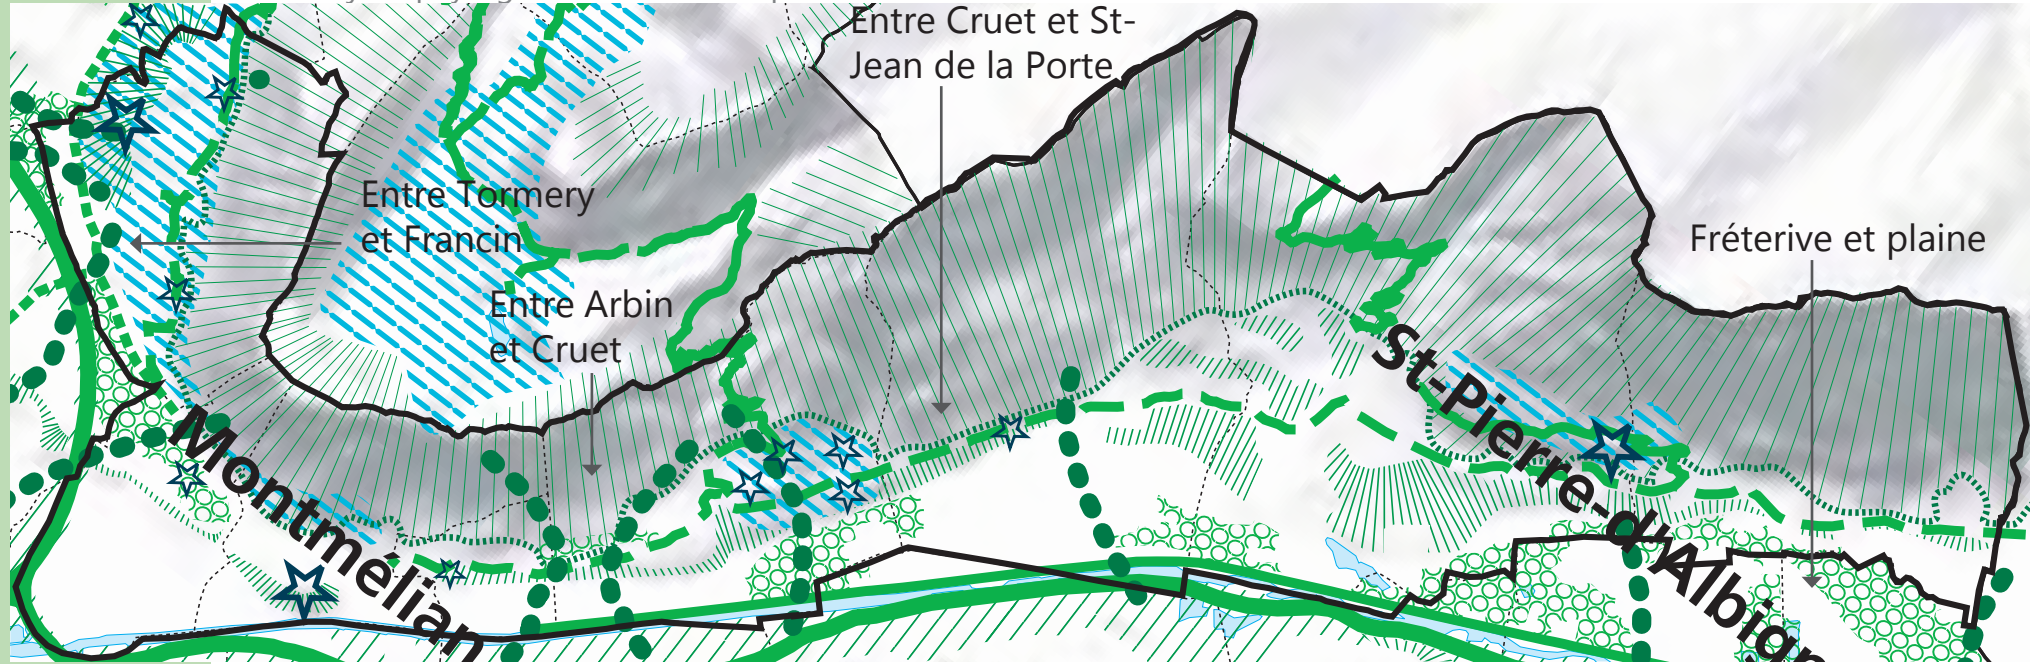 Entre Cruet et St-
Jean de la Porte
Entre Tormery
et Francin
Fréterive et plaine
Entre Arbin
et Cruet
St-Pierre-d'Albign
Montmélian